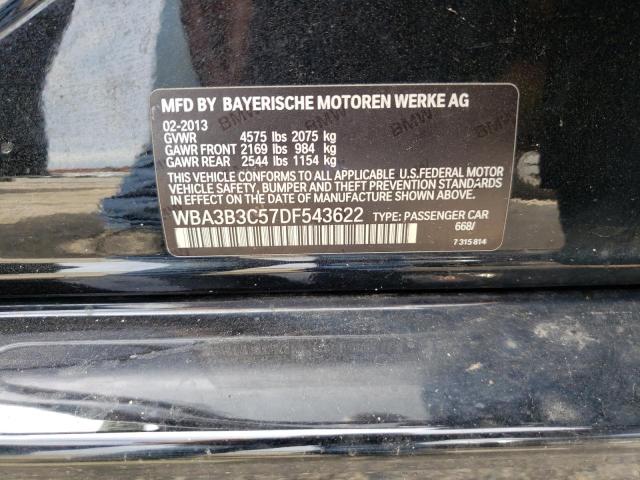 MFD BY BAYERISCHE MOTOREN WERKE AG
02-2013
GVWR 4575 lbs 2075 kg
GAWR FRONT 2169 lbs 984 kg
GAWR REAR 2544 lbs 1154 kg
THIS VEHICLE CONFORMS TO ALL APPLICABLE U.S.FEDERAL MOTOR
VEHICLE SAFETY, BUMPER AND THEFT PREVENTION STANDARDS
IN EFFECT ON THE DATE OF MANUFACTURE SHOWN ABOVE.
WBA3B3C57DF543622 TYPE: PASSENGER CAR
668/
7 315 814